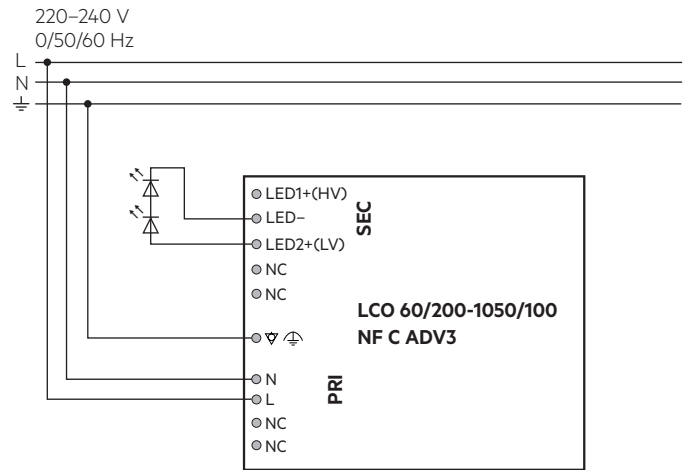 220–240 V
0/50/60 Hz
L
N
LED1+(HV)
LED–
LED2+(LV)
NC
NC
SEC
LCO 60/200-1050/100
NF C ADV3
N
L
NC
NC
PRI